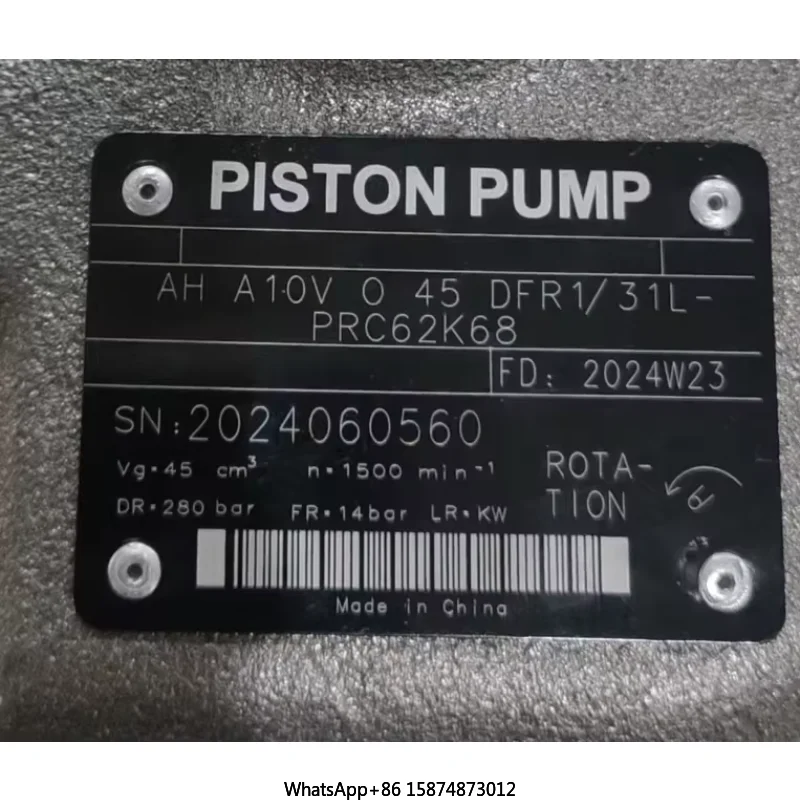 PISTON PUMP
AH A10V O 45 DFR1/31L-
PRC62K68
FD: 2024W23
SN:2024060560
Vg=45 cm³ n=1500 min⁻¹
DR=280 bar FR=14bar LR=KW
ROTA-
TION
Made in China
WhatsApp+86 15874873012